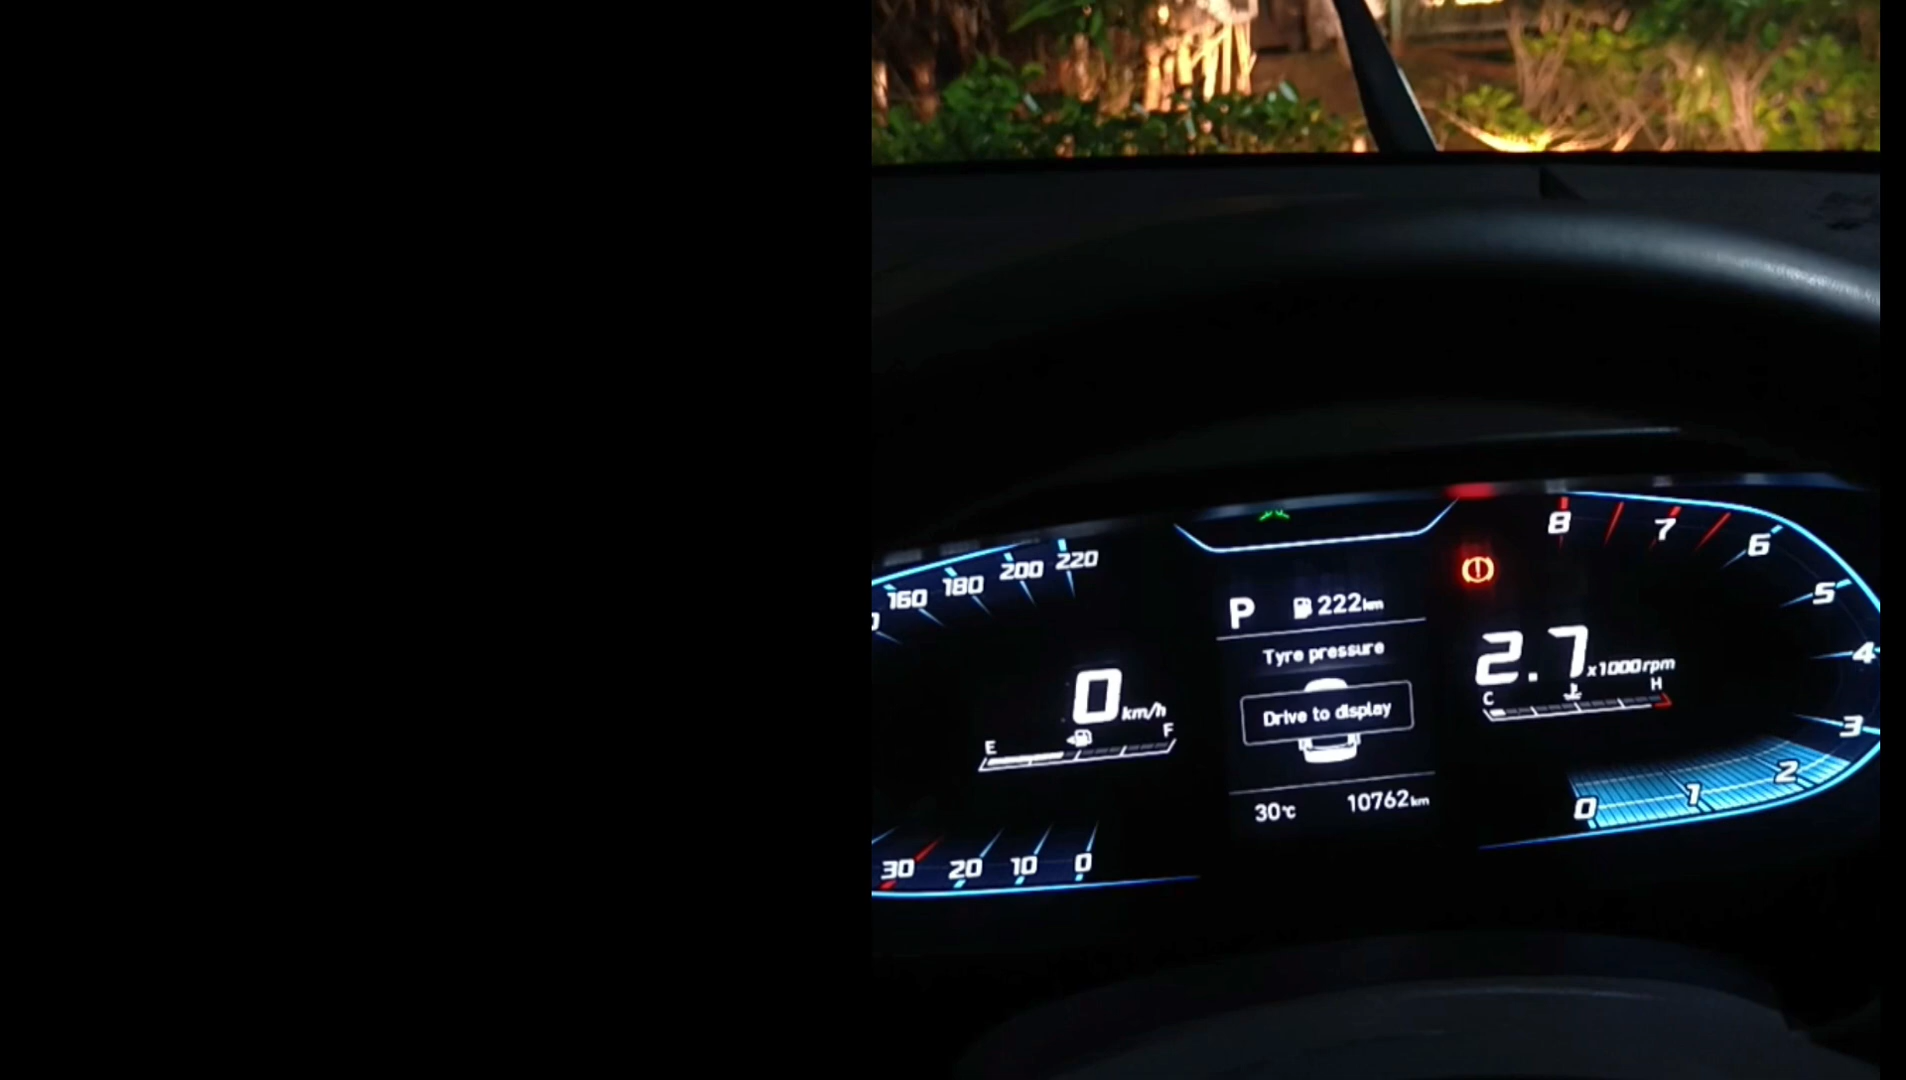 160 180 200 220
8 7 6 5 4 3 2 1 0
P 222km
Tyre pressure
Drive to display
0 km/h
E F
2.7 x1000rpm
C H
30°C 10762km
30 20 10 0